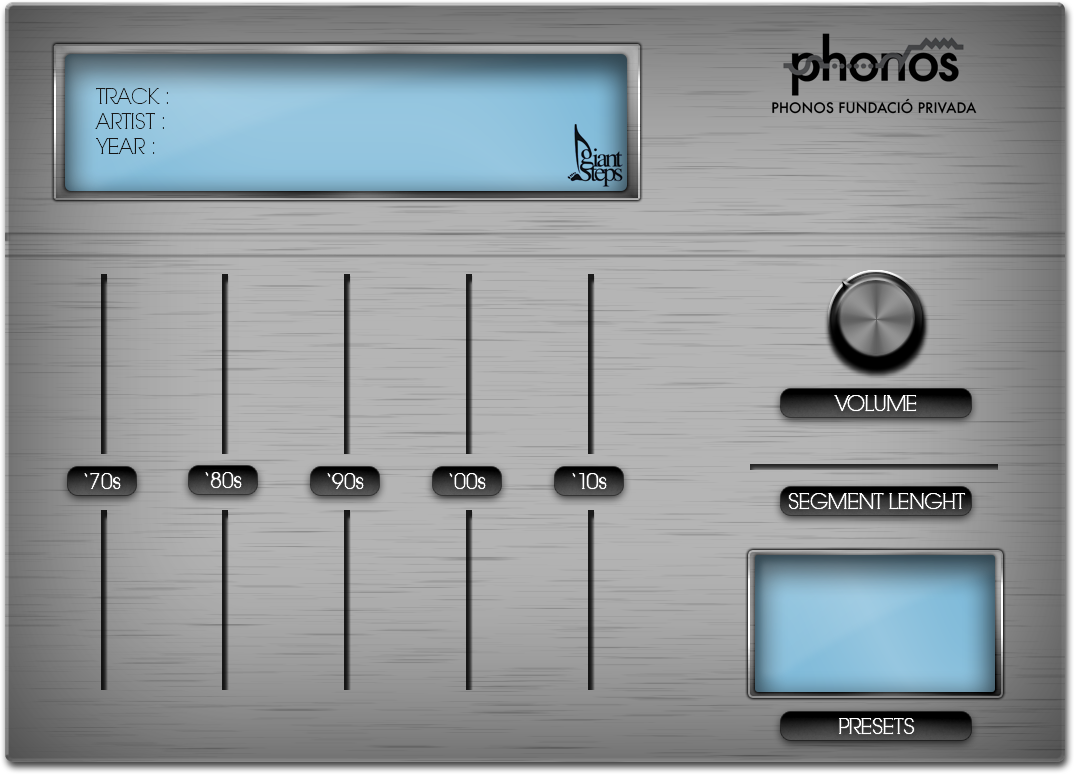 TRACK :
ARTIST :
YEAR :
giant
Steps
phonos
PHONOS FUNDACIÓ PRIVADA
VOLUME
‘70s
‘80s
‘90s
‘00s
‘10s
SEGMENT LENGHT
PRESETS